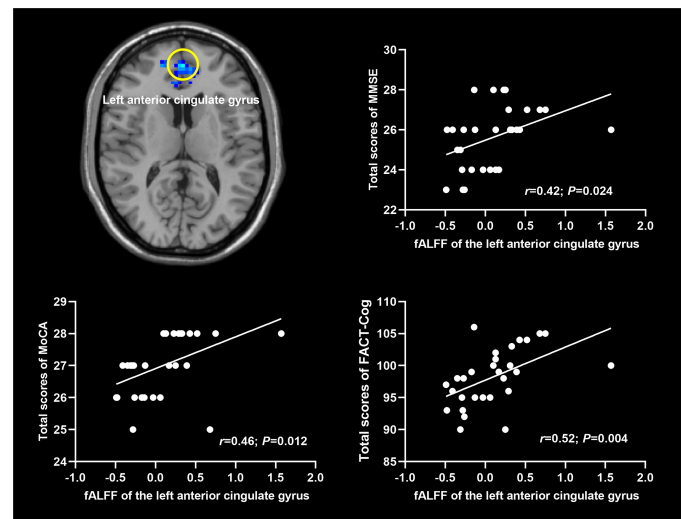 Left anterior cingulate gyrus
Total scores of MMSE
30
28
26
24
22
-1.0 -0.5 0.0 0.5 1.0 1.5 2.0
r=0.42; P=0.024
fALFF of the left anterior cingulate gyrus
Total scores of MoCA
29
28
27
26
25
24
-1.0 -0.5 0.0 0.5 1.0 1.5 2.0
r=0.46; P=0.012
fALFF of the left anterior cingulate gyrus
Total scores of FACT-Cog
110
105
100
95
90
85
-1.0 -0.5 0.0 0.5 1.0 1.5 2.0
r=0.52; P=0.004
fALFF of the left anterior cingulate gyrus